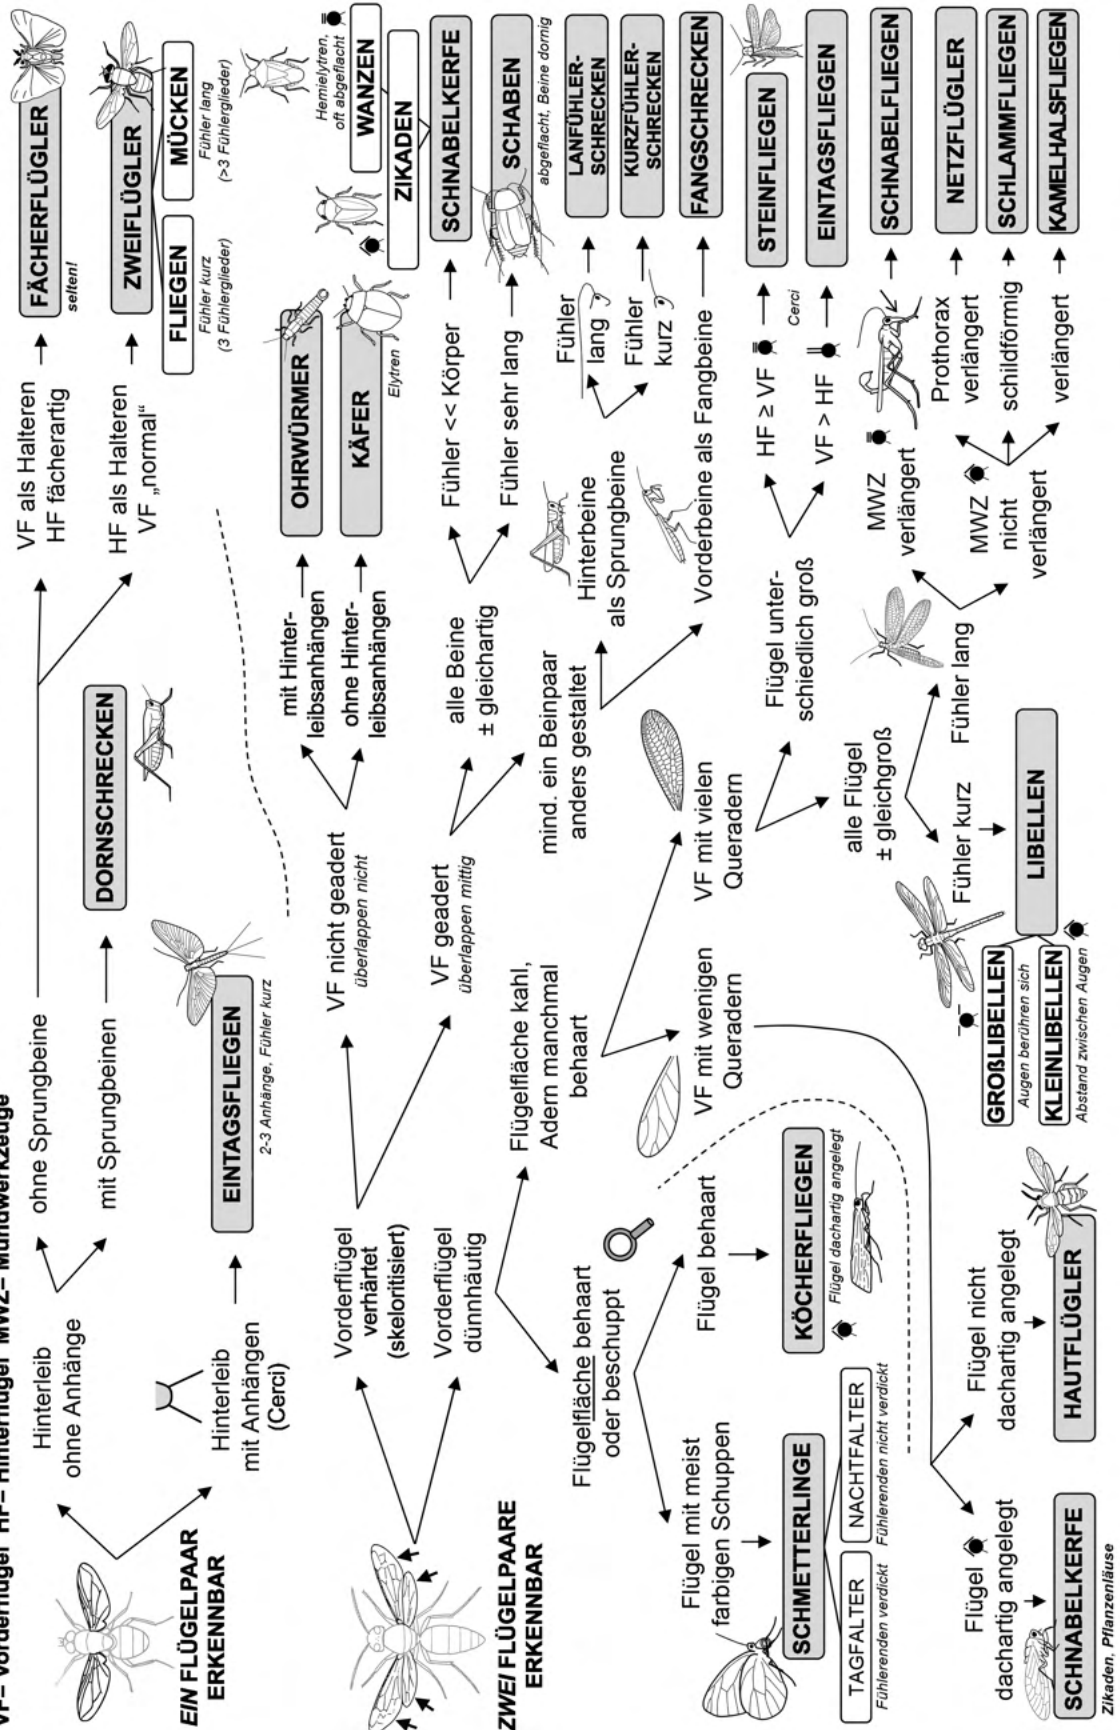 VF= Vorderflügel HF= Hinterflügel MWZ= Mundwerkzeuge
EIN FLÜGELPAAR
ERKENNBAR
Hinterleib
ohne Anhänge
ohne Sprungbeine
VF als Halteren
HF fächerartig
FÄCHERFLÜGLER
selten!
HF als Halteren
VF „normal“
ZWEIFLÜGLER
FLIEGEN
Fühler kurz
(3 Fühlerglieder)
MÜCKEN
Fühler lang
(>3 Fühlerglieder)
mit Sprungbeinen
DORNSCHRECKEN
Hinterleib
mit Anhängen
(Cerci)
EINTAGSFLIEGEN
2-3 Anhänge, Fühler kurz
ZWEI FLÜGELPAARE
ERKENNBAR
Vorderflügel
verhärtet
(skeloritisiert)
VF nicht geadert
überlappen nicht
mit Hinter-
leibsanhängen
OHRWÜRMER
ohne Hinter-
leibsanhängen
KÄFER
Elytren
VF geadert
überlappen mittig
alle Beine
± gleichartig
Fühler << Körper
SCHNABELKERFE
ZIKADEN
WANZEN
Hemielytren,
oft abgeflacht
Fühler sehr lang
SCHABEN
abgeflacht, Beine dornig
mind. ein Beinpaar
anders gestaltet
Hinterbeine
als Sprungbeine
Fühler
lang
LANFÜHLER-
SCHRECKEN
Fühler
kurz
KURZFÜHLER-
SCHRECKEN
Vorderbeine als Fangbeine
FANGSCHRECKEN
Vorderflügel
dünnhäutig
Flügelfläche kahl,
Adern manchmal
behaart
VF mit vielen
Queradern
Flügel unter-
schiedlich groß
HF ≥ VF
STEINFLIEGEN
Cerci
VF > HF
EINTAGSFLIEGEN
alle Flügel
± gleichgroß
Fühler lang
MWZ
verlängert
SCHNABELFLIEGEN
MWZ
nicht
verlängert
Prothorax
verlängert
NETZFLÜGLER
schildförmig
SCHLAMMFLIEGEN
verlängert
KAMELHALSFLIEGEN
Fühler kurz
LIBELLEN
GROßLIBELLEN
Augen berühren sich
KLEINLIBELLEN
Abstand zwischen Augen
VF mit wenigen
Queradern
Flügelfläche behaart
oder beschuppt
Flügel behaart
KÖCHERFLIEGEN
Flügel dachartig angelegt
Flügel mit meist
farbigen Schuppen
SCHMETTERLINGE
TAGFALTER
Fühlerenden verdickt
NACHTFALTER
Fühlerenden nicht verdickt
Flügel nicht
dachartig angelegt
HAUTFLÜGLER
Flügel
dachartig angelegt
SCHNABELKERFE
Zikaden, Pflanzenläuse